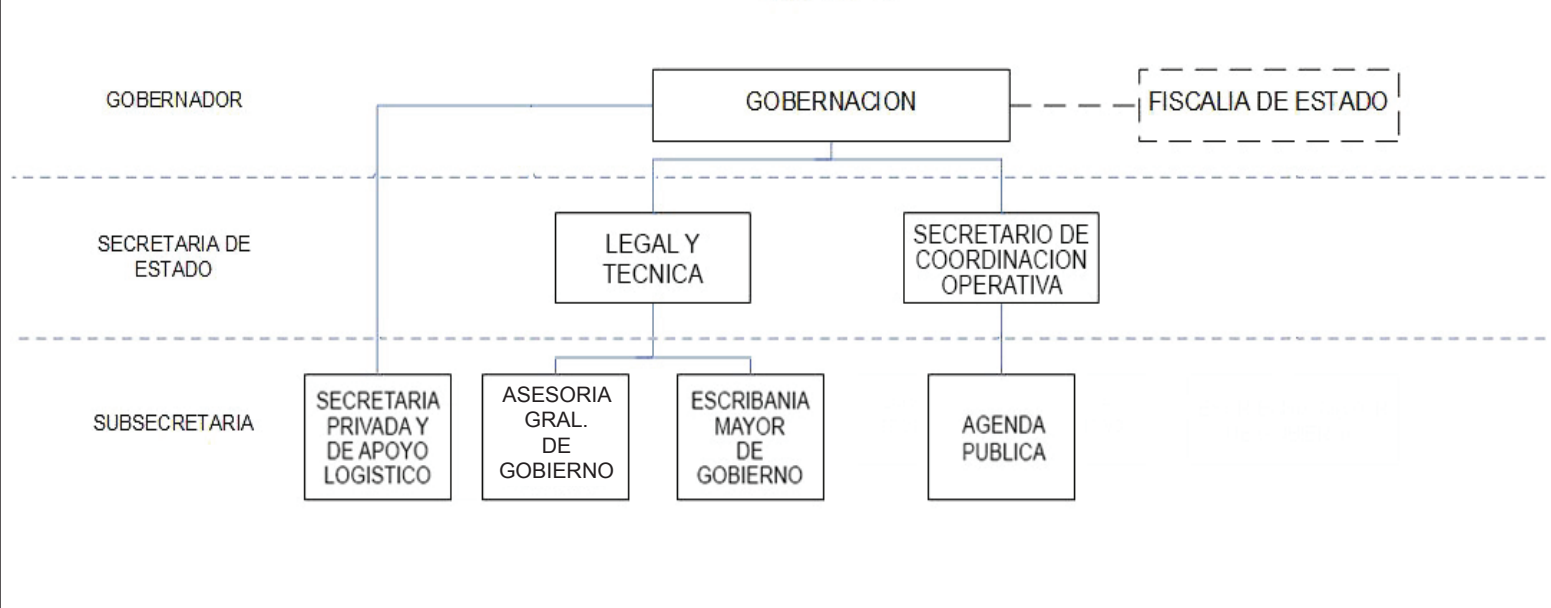 GOBERNADOR
GOBERNACION
FISCALIA DE ESTADO
SECRETARIA DE
ESTADO
LEGAL Y
TECNICA
SECRETARIO DE
COORDINACION
OPERATIVA
SUBSECRETARIA
SECRETARIA
PRIVADA Y
DE APOYO
LOGISTICO
ASESORIA
GRAL.
DE
GOBIERNO
ESCRIBANIA
MAYOR
DE
GOBIERNO
AGENDA
PUBLICA